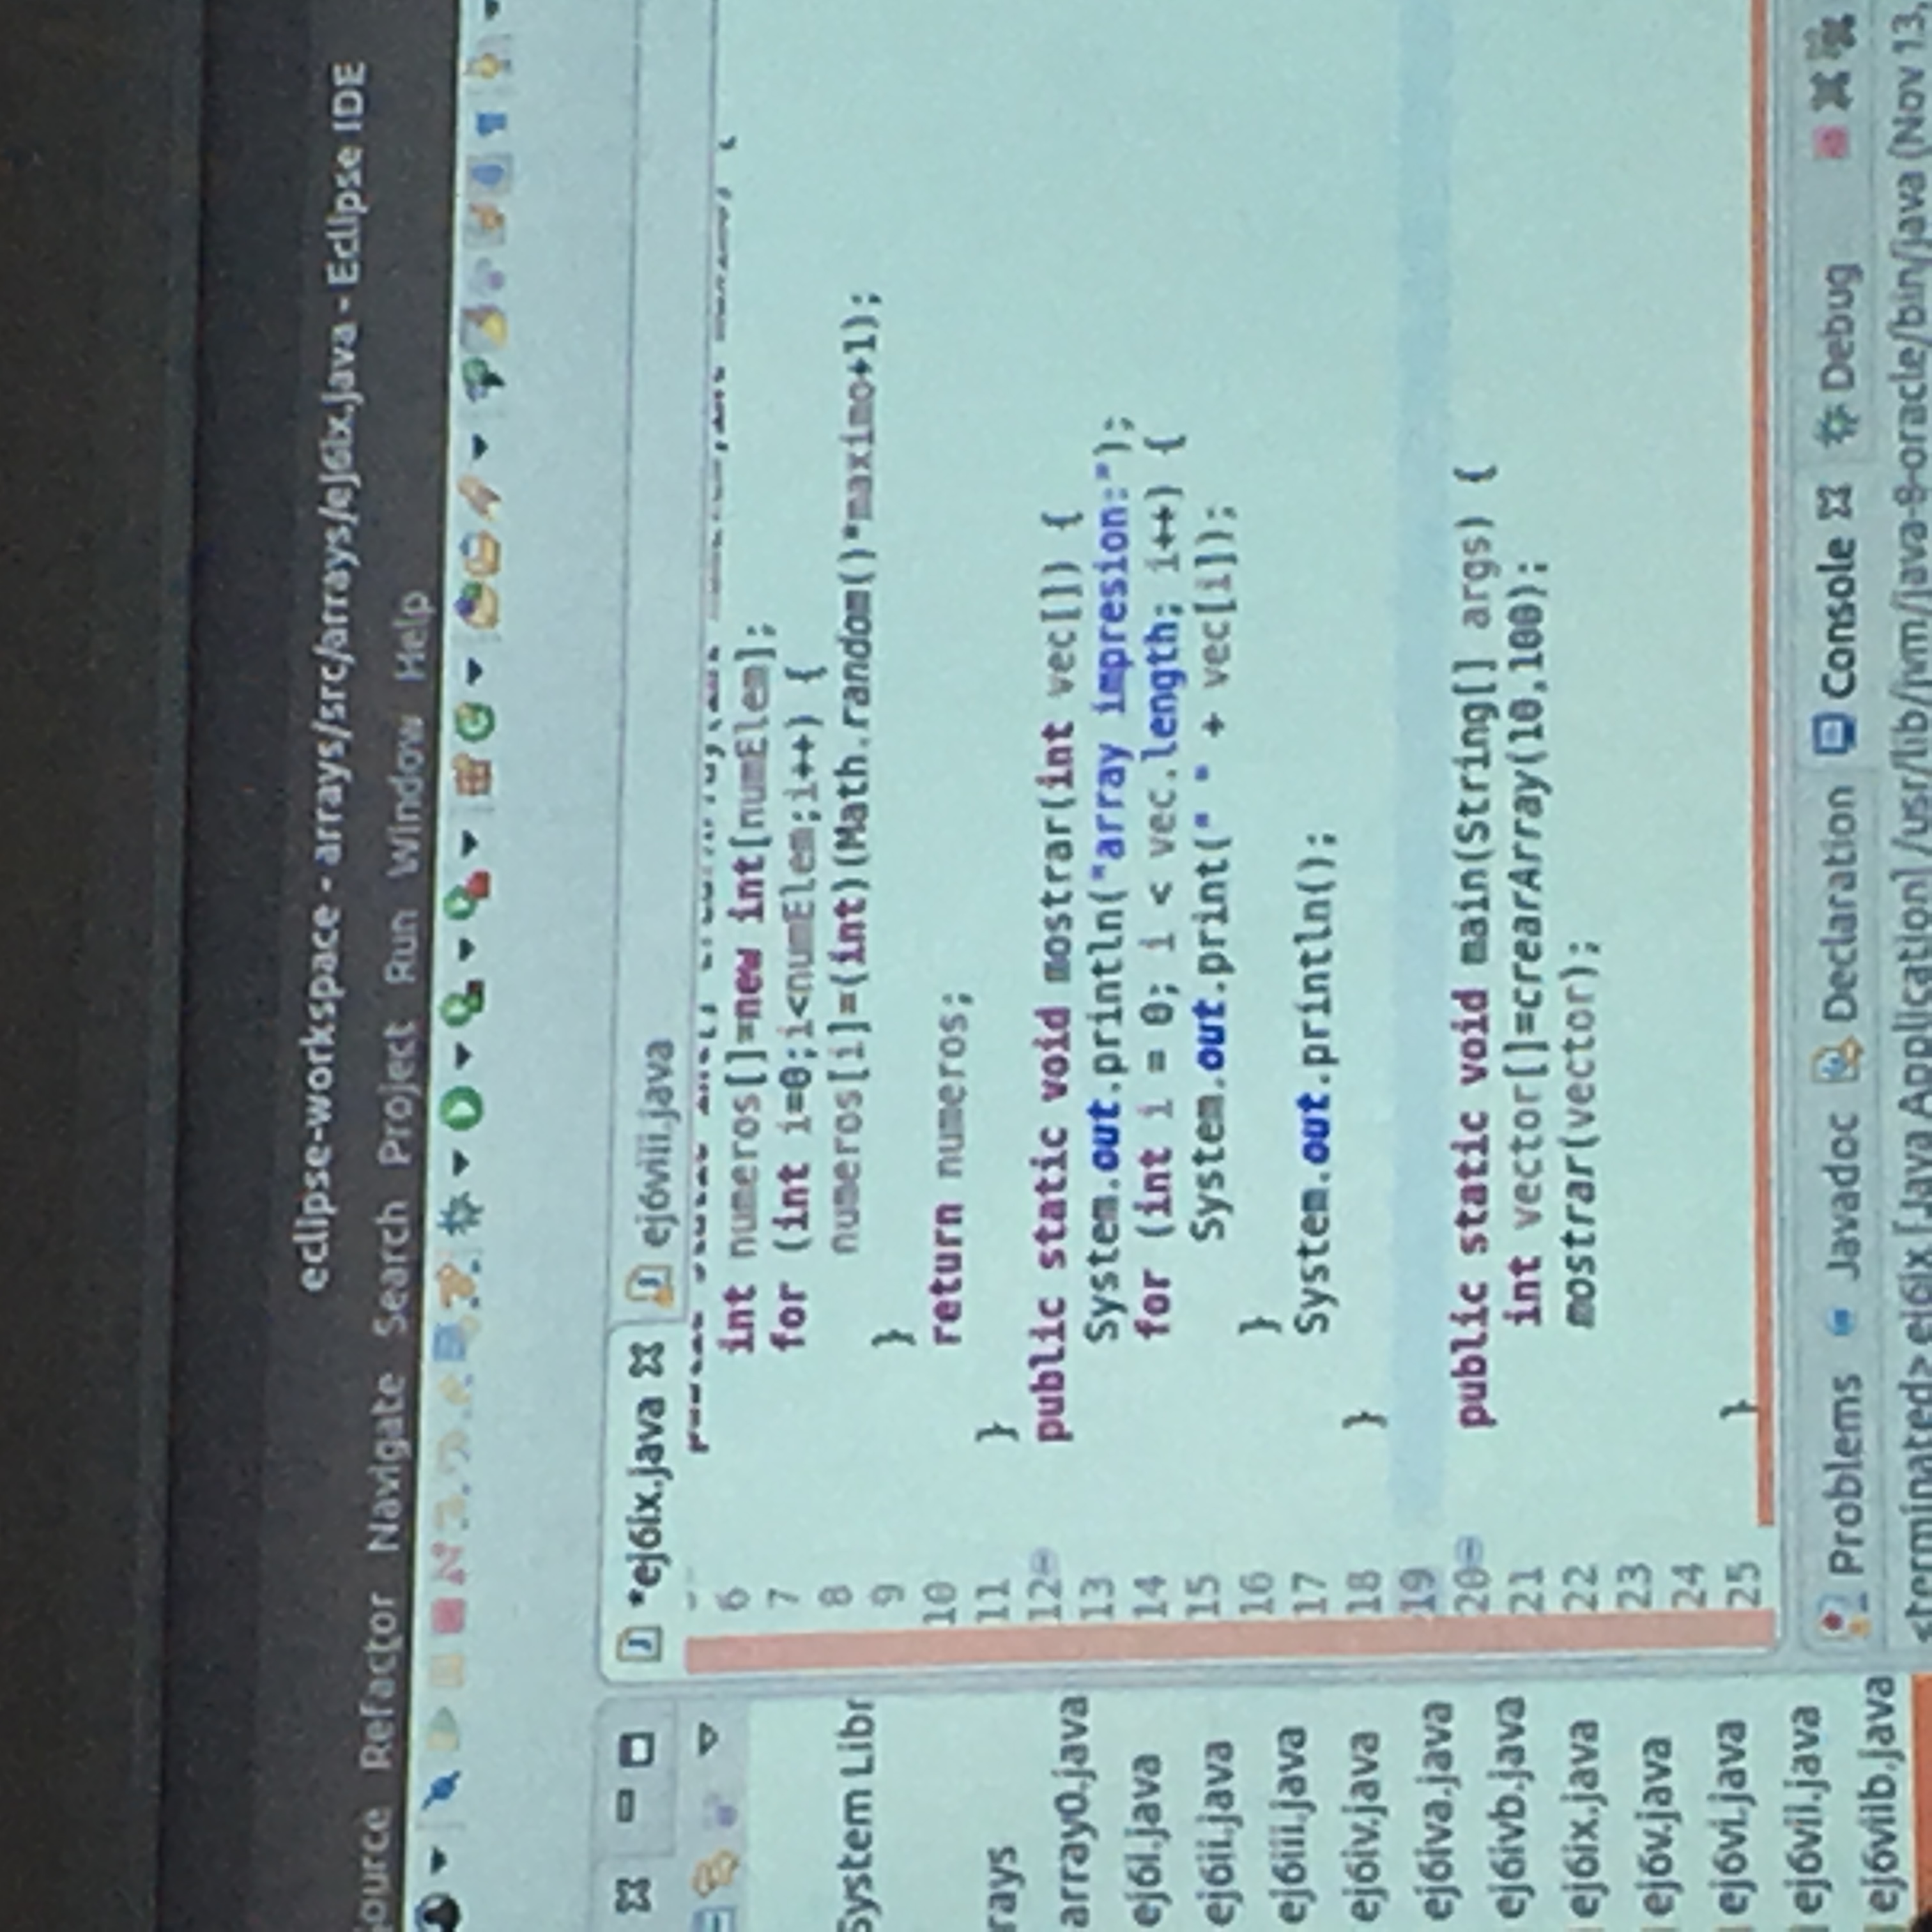 eclipse-workspace - arrays/src/arrays/ej6ix.java - Eclipse IDE
Source Refactor Navigate Search Project Run Window Help
*ej6ix.java ej6viii.java
6 int numeros[]=new int[numElem];
7 for (int i=0;i<numElem;i++) {
8 numeros[i]=(int)(Math.random()*maximo+1);
9 }
10 return numeros;
11 }
12 public static void mostrar(int vec[]) {
13 System.out.println("array impresion:");
14 for (int i = 0; i < vec.length; i++) {
15 System.out.print(" " + vec[i]);
16 }
17 System.out.println();
18 }
19
20 public static void main(String[] args) {
21 int vector[]=crearArray(10,100);
22 mostrar(vector);
23
24
25 }
System Libr
rays
array0.java
ej6i.java
ej6ii.java
ej6iii.java
ej6iv.java
ej6iva.java
ej6ivb.java
ej6ix.java
ej6v.java
ej6vi.java
ej6vii.java
ej6viib.java
Problems Javadoc Declaration Console Debug
<terminated> ej6ix [Java Application] /usr/lib/jvm/java-8-oracle/bin/java (Nov 13,